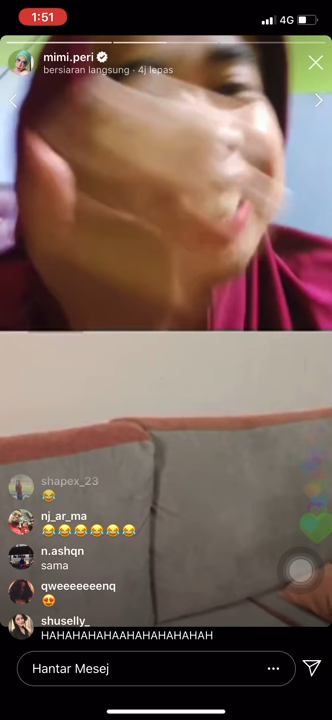 1:51
4G
mimi.peri
bersiaran langsung · 4j lepas
shapex_23
😂
nj_ar_ma
😂😂😂😂😂😂
n.ashqn
sama
qweeeeeeenq
😍
shuselly_
HAHAHAHAHAAHAHAHAHAHAH
Hantar Mesej